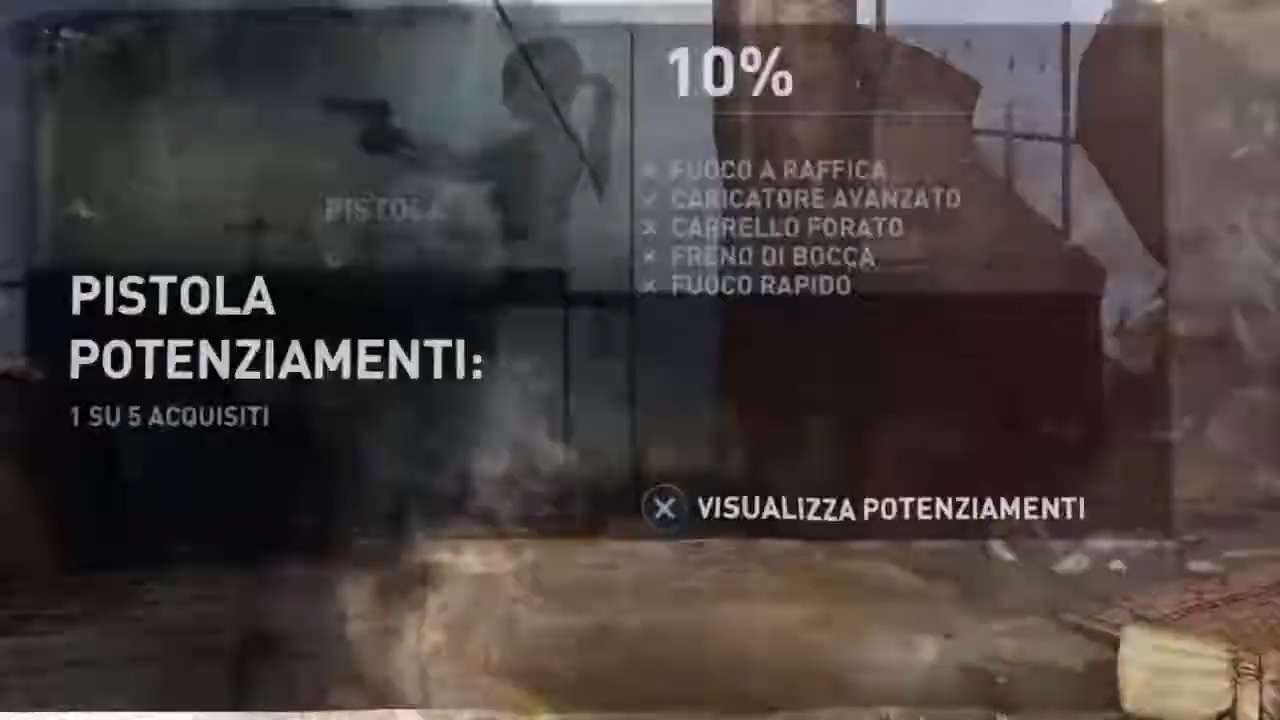 10%
PISTOLA
× FUOCO A RAFFICA
× CARICATORE AVANZATO
× CARRELLO FORATO
× FRENO DI BOCCA
× FUOCO RAPIDO
PISTOLA
POTENZIAMENTI:
1 SU 5 ACQUISITI
VISUALIZZA POTENZIAMENTI